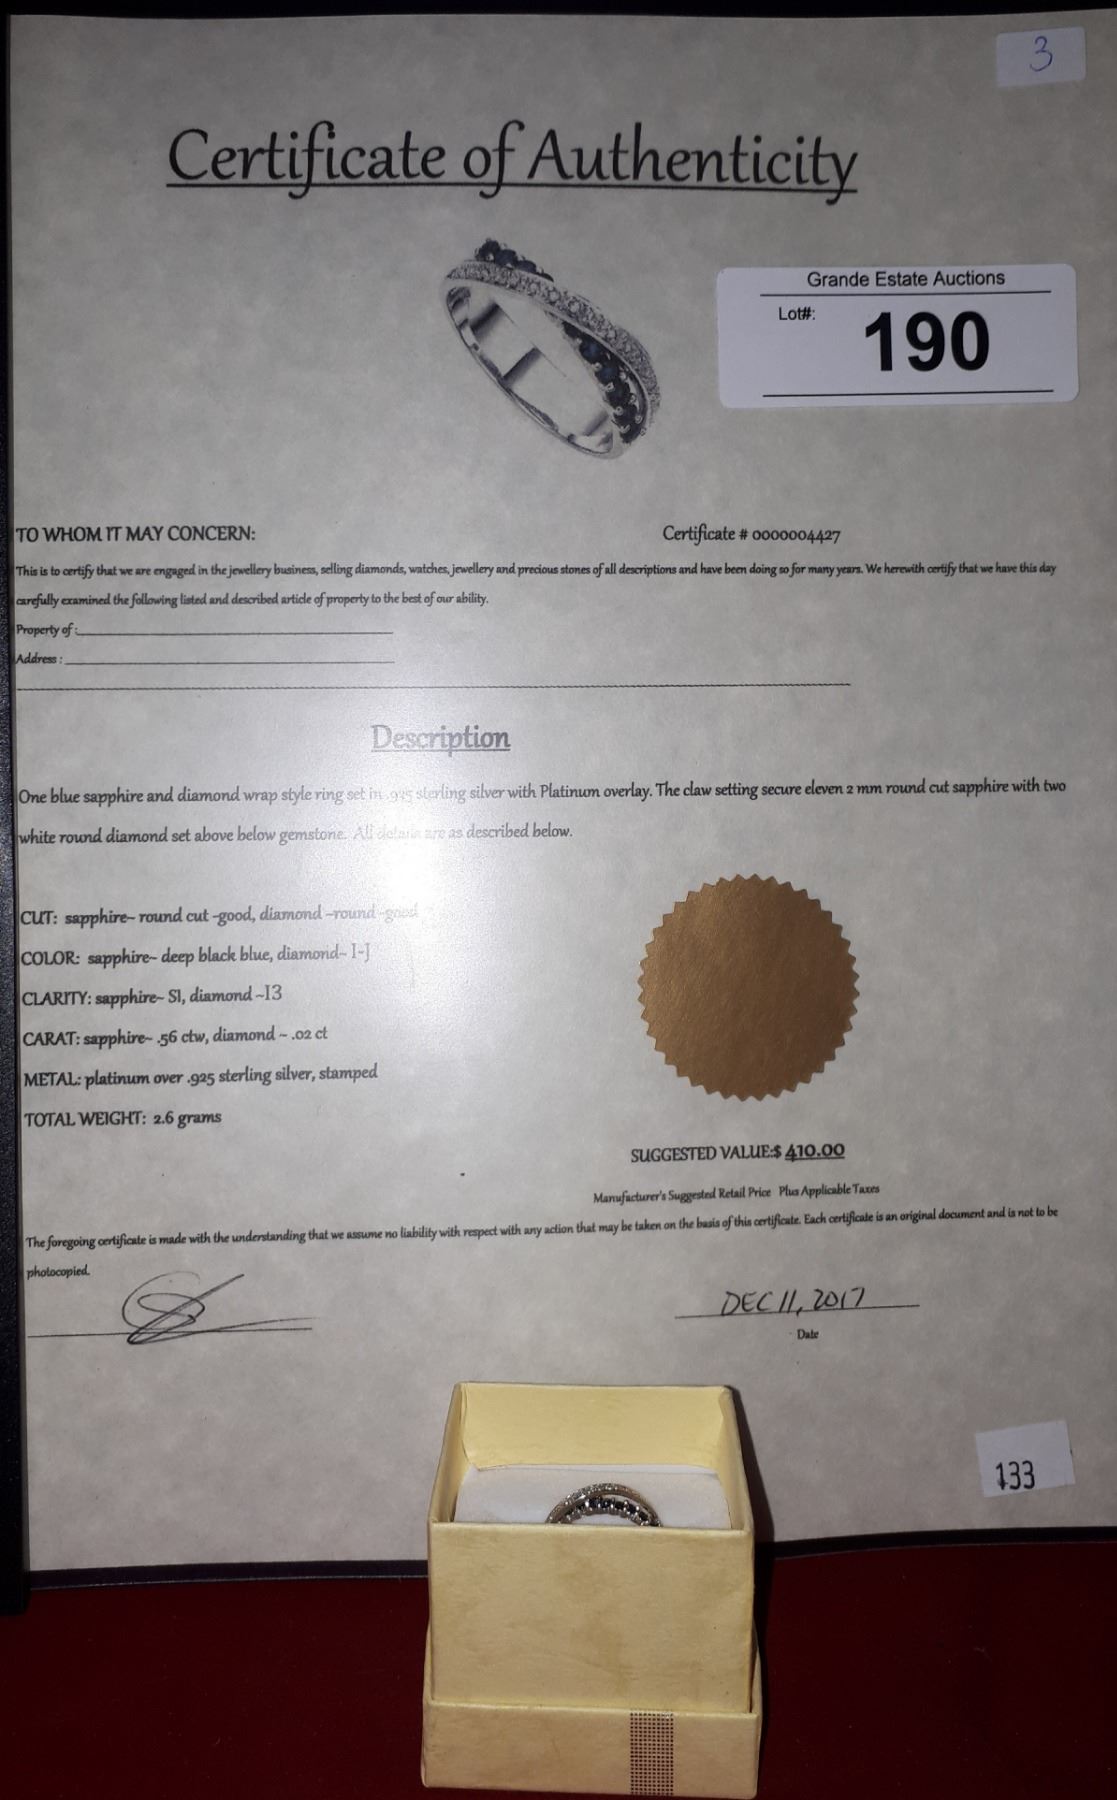 3
Certificate of Authenticity
Grande Estate Auctions
Lot#:
190
TO WHOM IT MAY CONCERN:
Certificate # 0000004427
This is to certify that we are engaged in the jewellery business, selling diamonds, watches, jewellery and precious stones of all descriptions and have been doing so for many years. We herewith certify that we have this day
carefully examined the following listed and described article of property to the best of our ability.
Property of:
Address :
Description
One blue sapphire and diamond wrap style ring set in .925 sterling silver with Platinum overlay. The claw setting secure eleven 2 mm round cut sapphire with two
white round diamond set above below gemstone. All details are as described below.
CUT: sapphire- round cut -good, diamond -round -good
COLOR: sapphire- deep black blue, diamond- I-J
CLARITY: sapphire- SI, diamond -I3
CARAT: sapphire- .56 ctw, diamond - .02 ct
METAL: platinum over .925 sterling silver, stamped
TOTAL WEIGHT: 2.6 grams
SUGGESTED VALUE:$ 410.00
Manufacturer's Suggested Retail Price Plus Applicable Taxes
The foregoing certificate is made with the understanding that we assume no liability with respect with any action that may be taken on the basis of this certificate. Each certificate is an original document and is not to be
photocopied.
DEC 11, 2017
Date
133